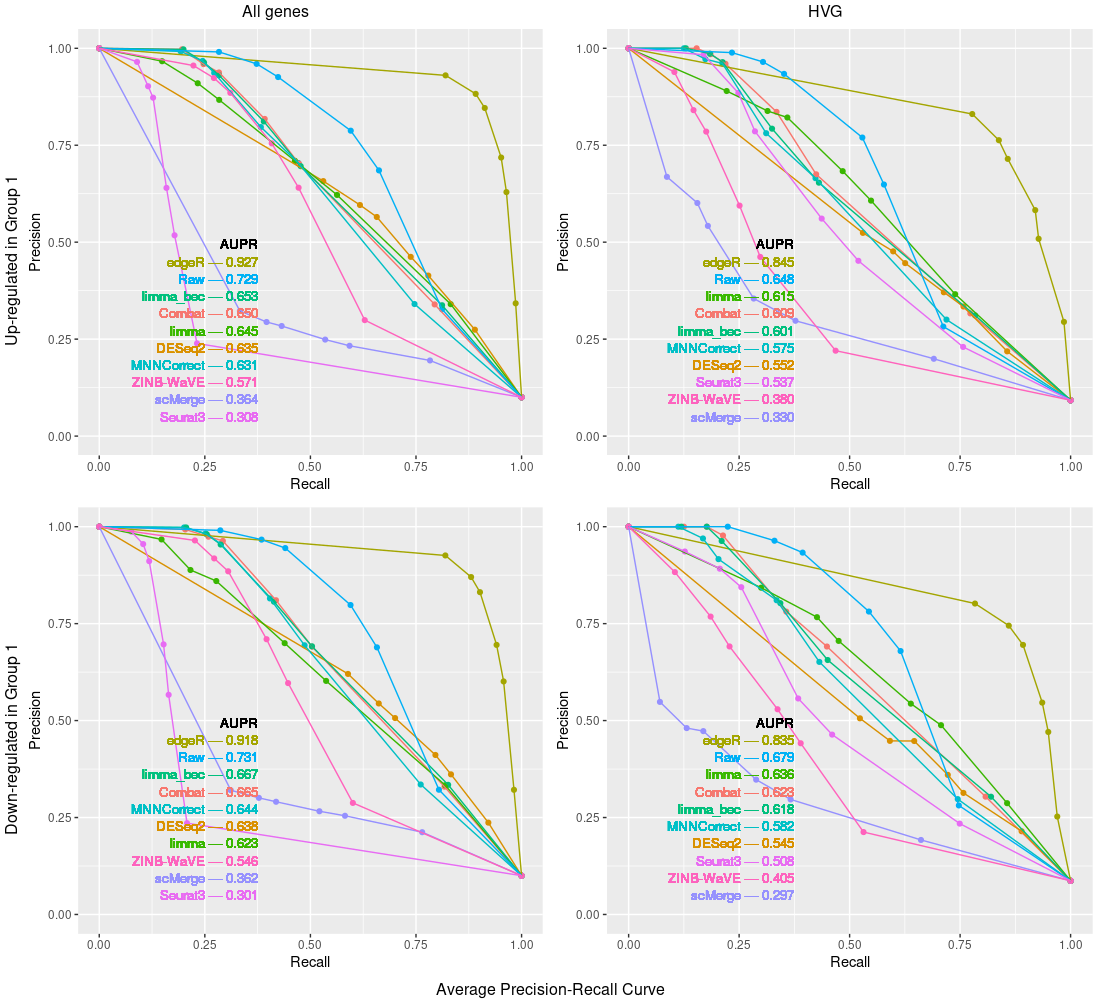 All genes
HVG
Up-regulated in Group 1
Precision
1.00
0.75
0.50
0.25
0.00
AUPR
edgeR — 0.927
Raw — 0.729
limma_bec — 0.653
Combat — 0.650
limma — 0.645
DESeq2 — 0.635
MNNCorrect — 0.631
ZINB-WaVE — 0.571
scMerge — 0.364
Seurat3 — 0.308
0.00 0.25 0.50 0.75 1.00
Recall
Precision
1.00
0.75
0.50
0.25
0.00
AUPR
edgeR — 0.845
Raw — 0.648
limma — 0.615
Combat — 0.609
limma_bec — 0.601
MNNCorrect — 0.575
DESeq2 — 0.552
Seurat3 — 0.537
ZINB-WaVE — 0.380
scMerge — 0.330
0.00 0.25 0.50 0.75 1.00
Recall
Down-regulated in Group 1
Precision
1.00
0.75
0.50
0.25
0.00
AUPR
edgeR — 0.918
Raw — 0.731
limma_bec — 0.667
Combat — 0.665
MNNCorrect — 0.644
DESeq2 — 0.638
limma — 0.623
ZINB-WaVE — 0.546
scMerge — 0.362
Seurat3 — 0.301
0.00 0.25 0.50 0.75 1.00
Recall
Precision
1.00
0.75
0.50
0.25
0.00
AUPR
edgeR — 0.835
Raw — 0.679
limma — 0.636
Combat — 0.623
limma_bec — 0.618
MNNCorrect — 0.582
DESeq2 — 0.545
Seurat3 — 0.508
ZINB-WaVE — 0.405
scMerge — 0.297
0.00 0.25 0.50 0.75 1.00
Recall
Average Precision-Recall Curve